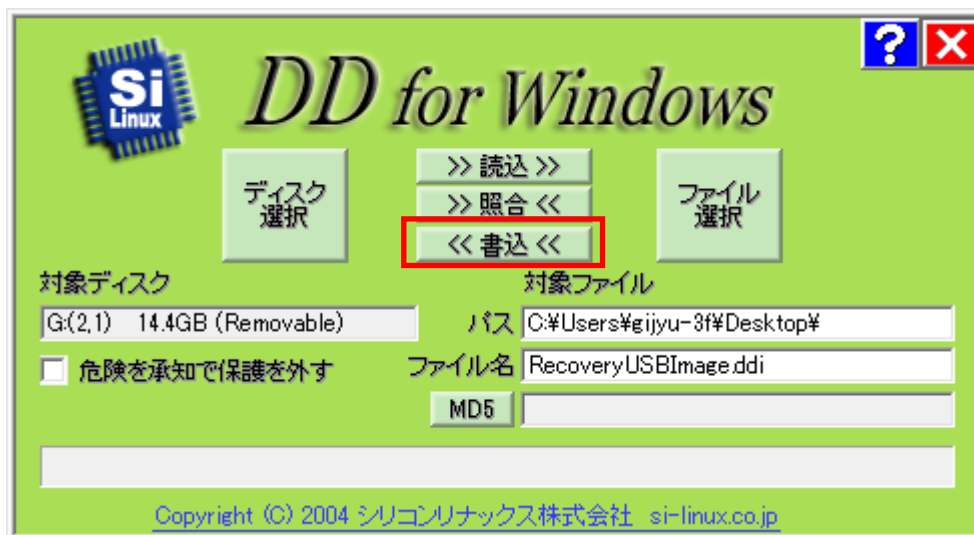 Si
Linux
DD for Windows
?
ディスク
選択
>> 読込 >>
>> 照合 <<
<< 書込 <<
ファイル
選択
対象ディスク
対象ファイル
G:(2,1) 14.4GB (Removable)
パス
C:¥Users¥gijyu-3f¥Desktop¥
危険を承知で保護を外す
ファイル名
RecoveryUSBImage.ddi
MD5
Copyright (C) 2004 シリコンリナックス株式会社 si-linux.co.jp